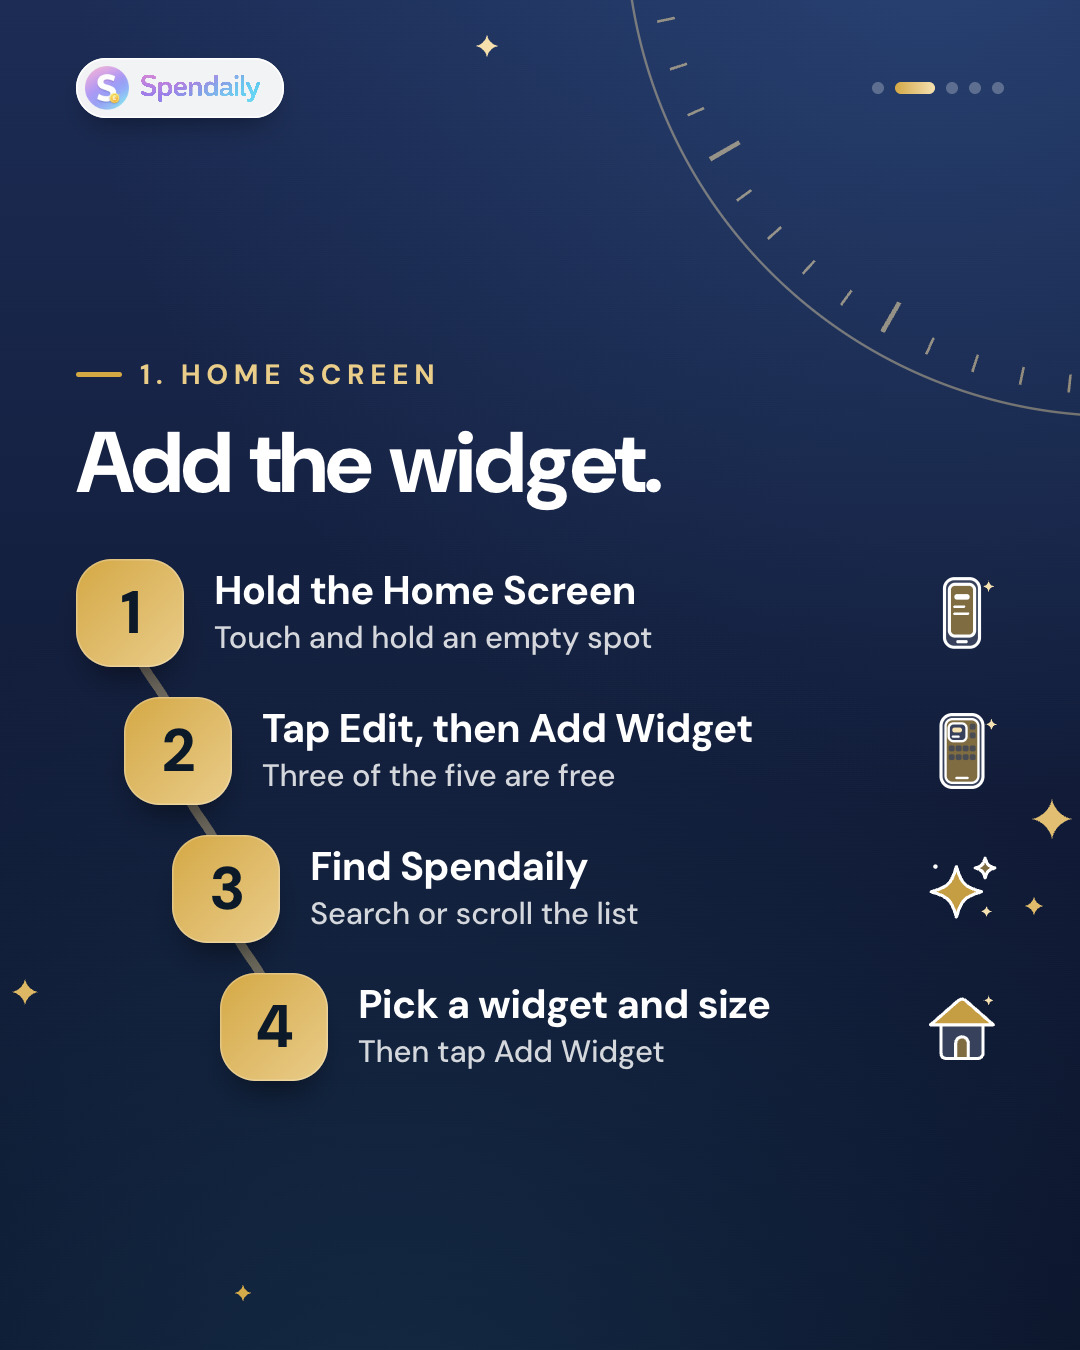 Spendaily
1. HOME SCREEN
Add the widget.
1
Hold the Home Screen
Touch and hold an empty spot
2
Tap Edit, then Add Widget
Three of the five are free
3
Find Spendaily
Search or scroll the list
4
Pick a widget and size
Then tap Add Widget